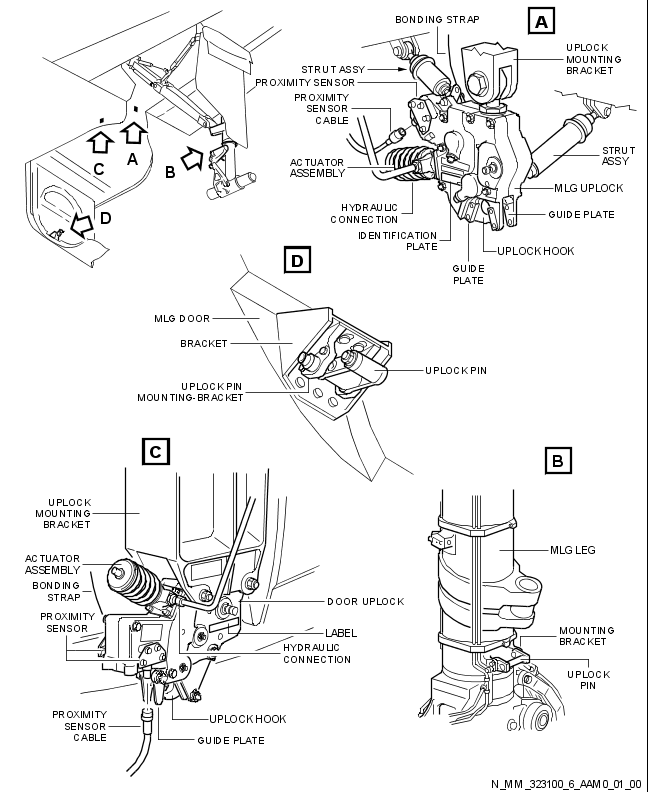 A
BONDING STRAP
UPLOCK
MOUNTING
BRACKET
STRUT ASSY
PROXIMITY SENSOR
PROXIMITY
SENSOR
CABLE
ACTUATOR
ASSEMBLY
HYDRAULIC
CONNECTION
IDENTIFICATION
PLATE
GUIDE
PLATE
UPLOCK HOOK
GUIDE PLATE
MLG UPLOCK
STRUT
ASSY
C
A
B
D
D
MLG DOOR
BRACKET
UPLOCK PIN
MOUNTING-BRACKET
UPLOCK PIN
C
UPLOCK
MOUNTING
BRACKET
ACTUATOR
ASSEMBLY
BONDING
STRAP
PROXIMITY
SENSOR
PROXIMITY
SENSOR
CABLE
DOOR UPLOCK
LABEL
HYDRAULIC
CONNECTION
UPLOCK HOOK
GUIDE PLATE
B
MLG LEG
MOUNTING
BRACKET
UPLOCK
PIN
N_MM_323100_6_AAM0_01_00